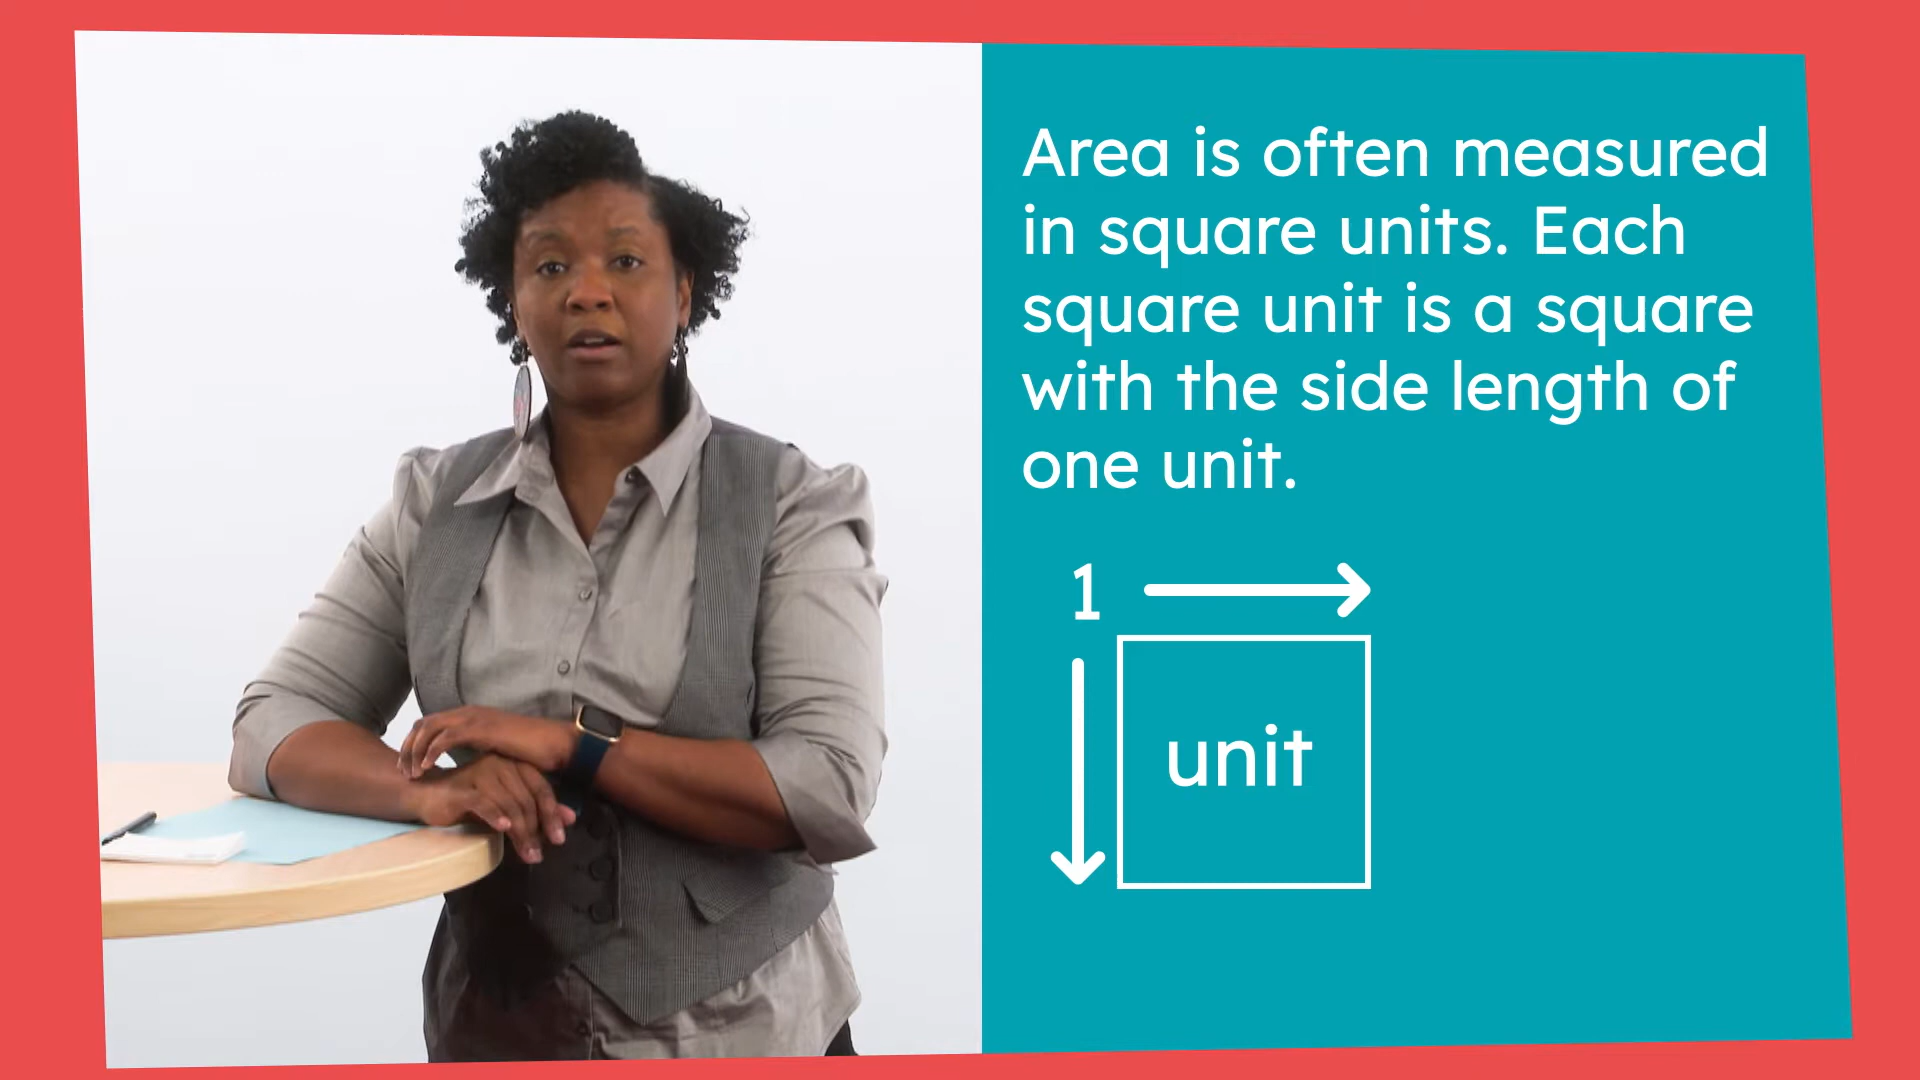 Area is often measured
in square units. Each
square unit is a square
with the side length of
one unit.
1
unit